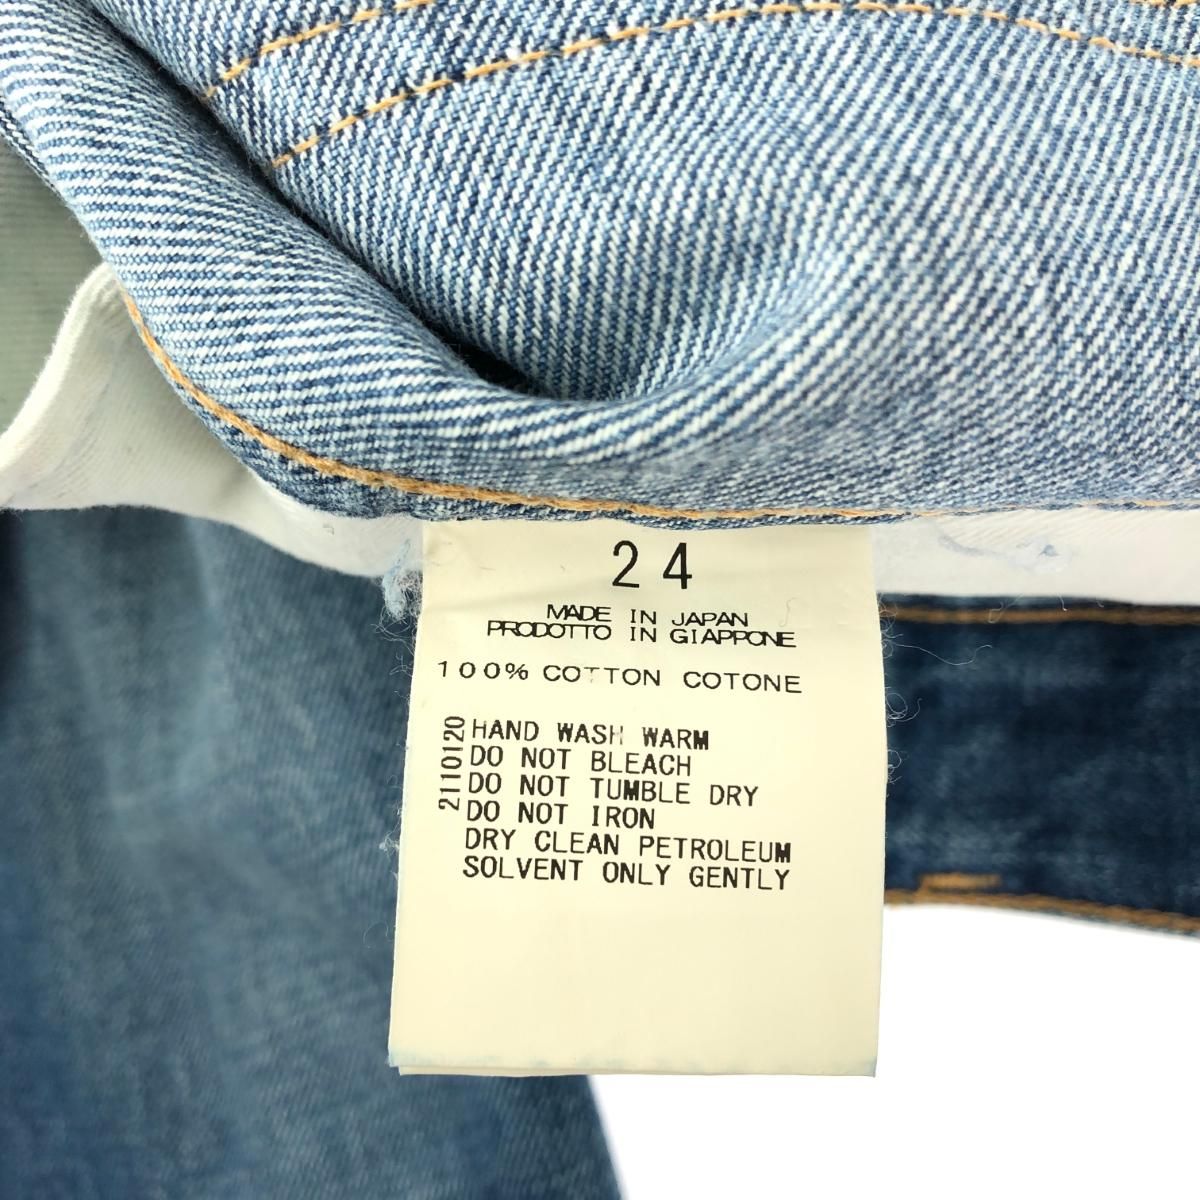 24
MADE IN JAPAN
PRODOTTO IN GIAPPONE
100% COTTON COTONE
2110120
HAND WASH WARM
DO NOT BLEACH
DO NOT TUMBLE DRY
DO NOT IRON
DRY CLEAN PETROLEUM
SOLVENT ONLY GENTLY